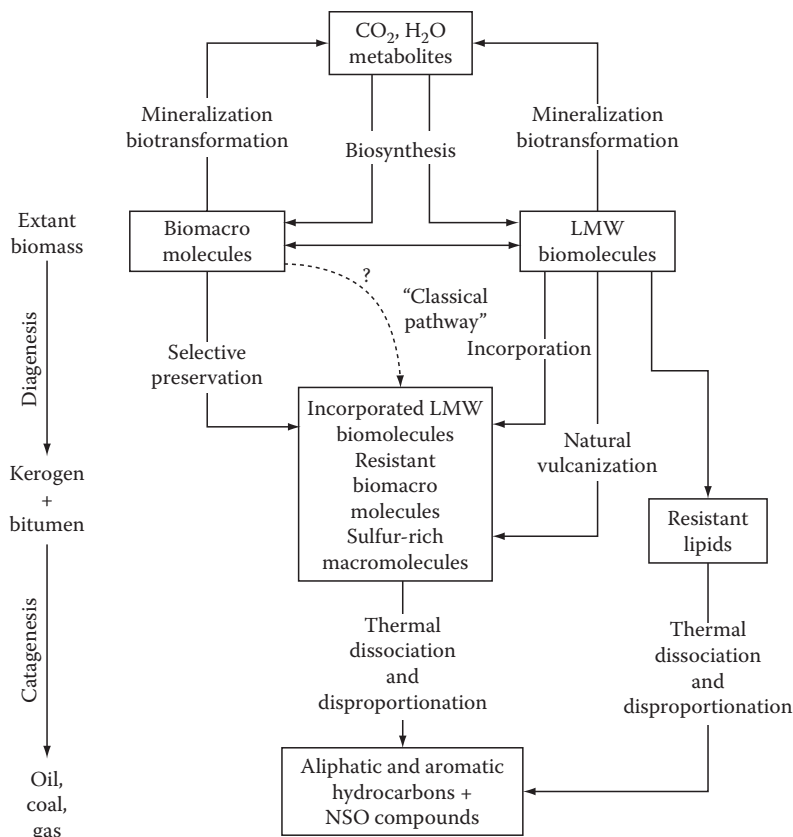 CO₂, H₂O
metabolites
Mineralization
biotransformation
Biosynthesis
Mineralization
biotransformation
Extant
biomass
Biomacro
molecules
LMW
biomolecules
?
“Classical
pathway”
Diagenesis
Selective
preservation
Incorporation
Incorporated LMW
biomolecules
Resistant
biomacro
molecules
Sulfur-rich
macromolecules
Natural
vulcanization
Kerogen
+
bitumen
Resistant
lipids
Catagenesis
Thermal
dissociation
and
disproportionation
Thermal
dissociation
and
disproportionation
Oil,
coal,
gas
Aliphatic and aromatic
hydrocarbons +
NSO compounds